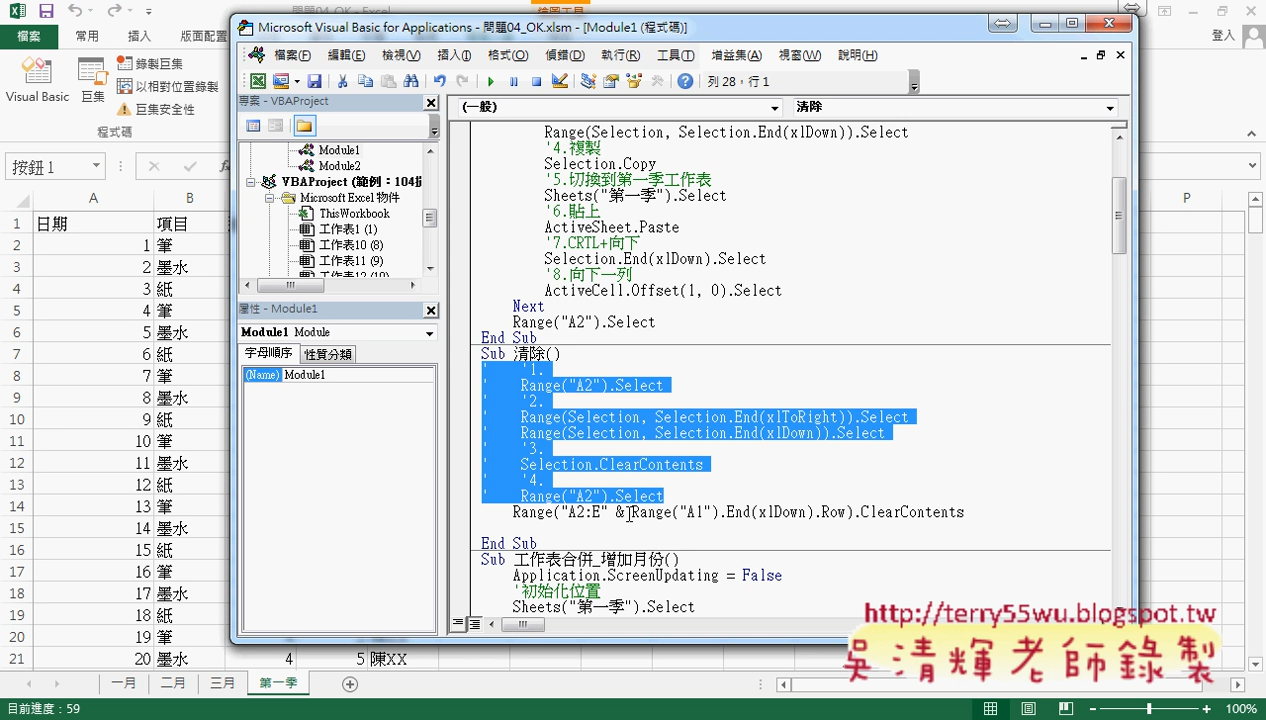 問題04_OK.xlsm - Excel
繪圖工具
Microsoft Visual Basic for Applications - 問題04_OK.xlsm - [Module1 (程式碼)]
檔案
常用
插入
版面配置
登入
檔案(F)
編輯(E)
檢視(V)
插入(I)
格式(O)
偵錯(D)
執行(R)
工具(T)
增益集(A)
視窗(W)
說明(H)
列 28，行 1
Visual Basic
巨集
錄製巨集
以相對位置錄製
巨集安全性
程式碼
按鈕 1
專案 - VBAProject
Module1
Module2
VBAProject (範例：104
Microsoft Excel 物件
ThisWorkbook
工作表1 (1)
工作表10 (8)
工作表11 (9)
工作表12 (10)
屬性 - Module1
Module1 Module
字母順序
性質分類
(Name) Module1
(一般)
清除
Range(Selection, Selection.End(xlDown)).Select
'4.複製
Selection.Copy
'5.切換到第一季工作表
Sheets("第一季").Select
'6.貼上
ActiveSheet.Paste
'7.CRTL+向下
Selection.End(xlDown).Select
'8.向下一列
ActiveCell.Offset(1, 0).Select
Next
Range("A2").Select
End Sub
Sub 清除()
' '1.
' Range("A2").Select
' '2.
' Range(Selection, Selection.End(xlToRight)).Select
' Range(Selection, Selection.End(xlDown)).Select
' '3.
' Selection.ClearContents
' '4.
' Range("A2").Select
Range("A2:E" & Range("A1").End(xlDown).Row).ClearContents
End Sub
Sub 工作表合併_增加月份()
Application.ScreenUpdating = False
'初始化位置
Sheets("第一季").Select
A
B
P
1 日期 項目
2 1 筆
3 2 墨水
4 3 紙
5 4 筆
6 5 墨水
7 6 紙
8 7 筆
9 8 墨水
10 9 紙
11 10 筆
12 11 墨水
13 12 紙
14 13 筆
15 14 墨水
16 15 紙
17 16 筆
18 17 墨水
19 18 紙
20 19 筆
21 20 墨水 4 5 陳XX
一月
二月
三月
第一季
目前進度：59
100%
http://terry55wu.blogspot.tw
吳清輝老師錄製